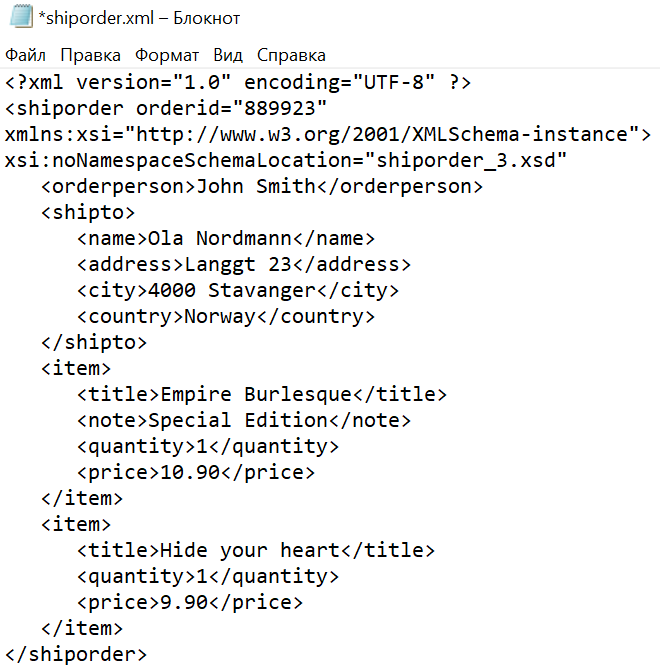 *shiporder.xml – Блокнот
Файл Правка Формат Вид Справка
<?xml version="1.0" encoding="UTF-8" ?>
<shiporder orderid="889923"
xmlns:xsi="http://www.w3.org/2001/XMLSchema-instance">
xsi:noNamespaceSchemaLocation="shiporder_3.xsd"
   <orderperson>John Smith</orderperson>
   <shipto>
      <name>Ola Nordmann</name>
      <address>Langgt 23</address>
      <city>4000 Stavanger</city>
      <country>Norway</country>
   </shipto>
   <item>
      <title>Empire Burlesque</title>
      <note>Special Edition</note>
      <quantity>1</quantity>
      <price>10.90</price>
   </item>
   <item>
      <title>Hide your heart</title>
      <quantity>1</quantity>
      <price>9.90</price>
   </item>
</shiporder>